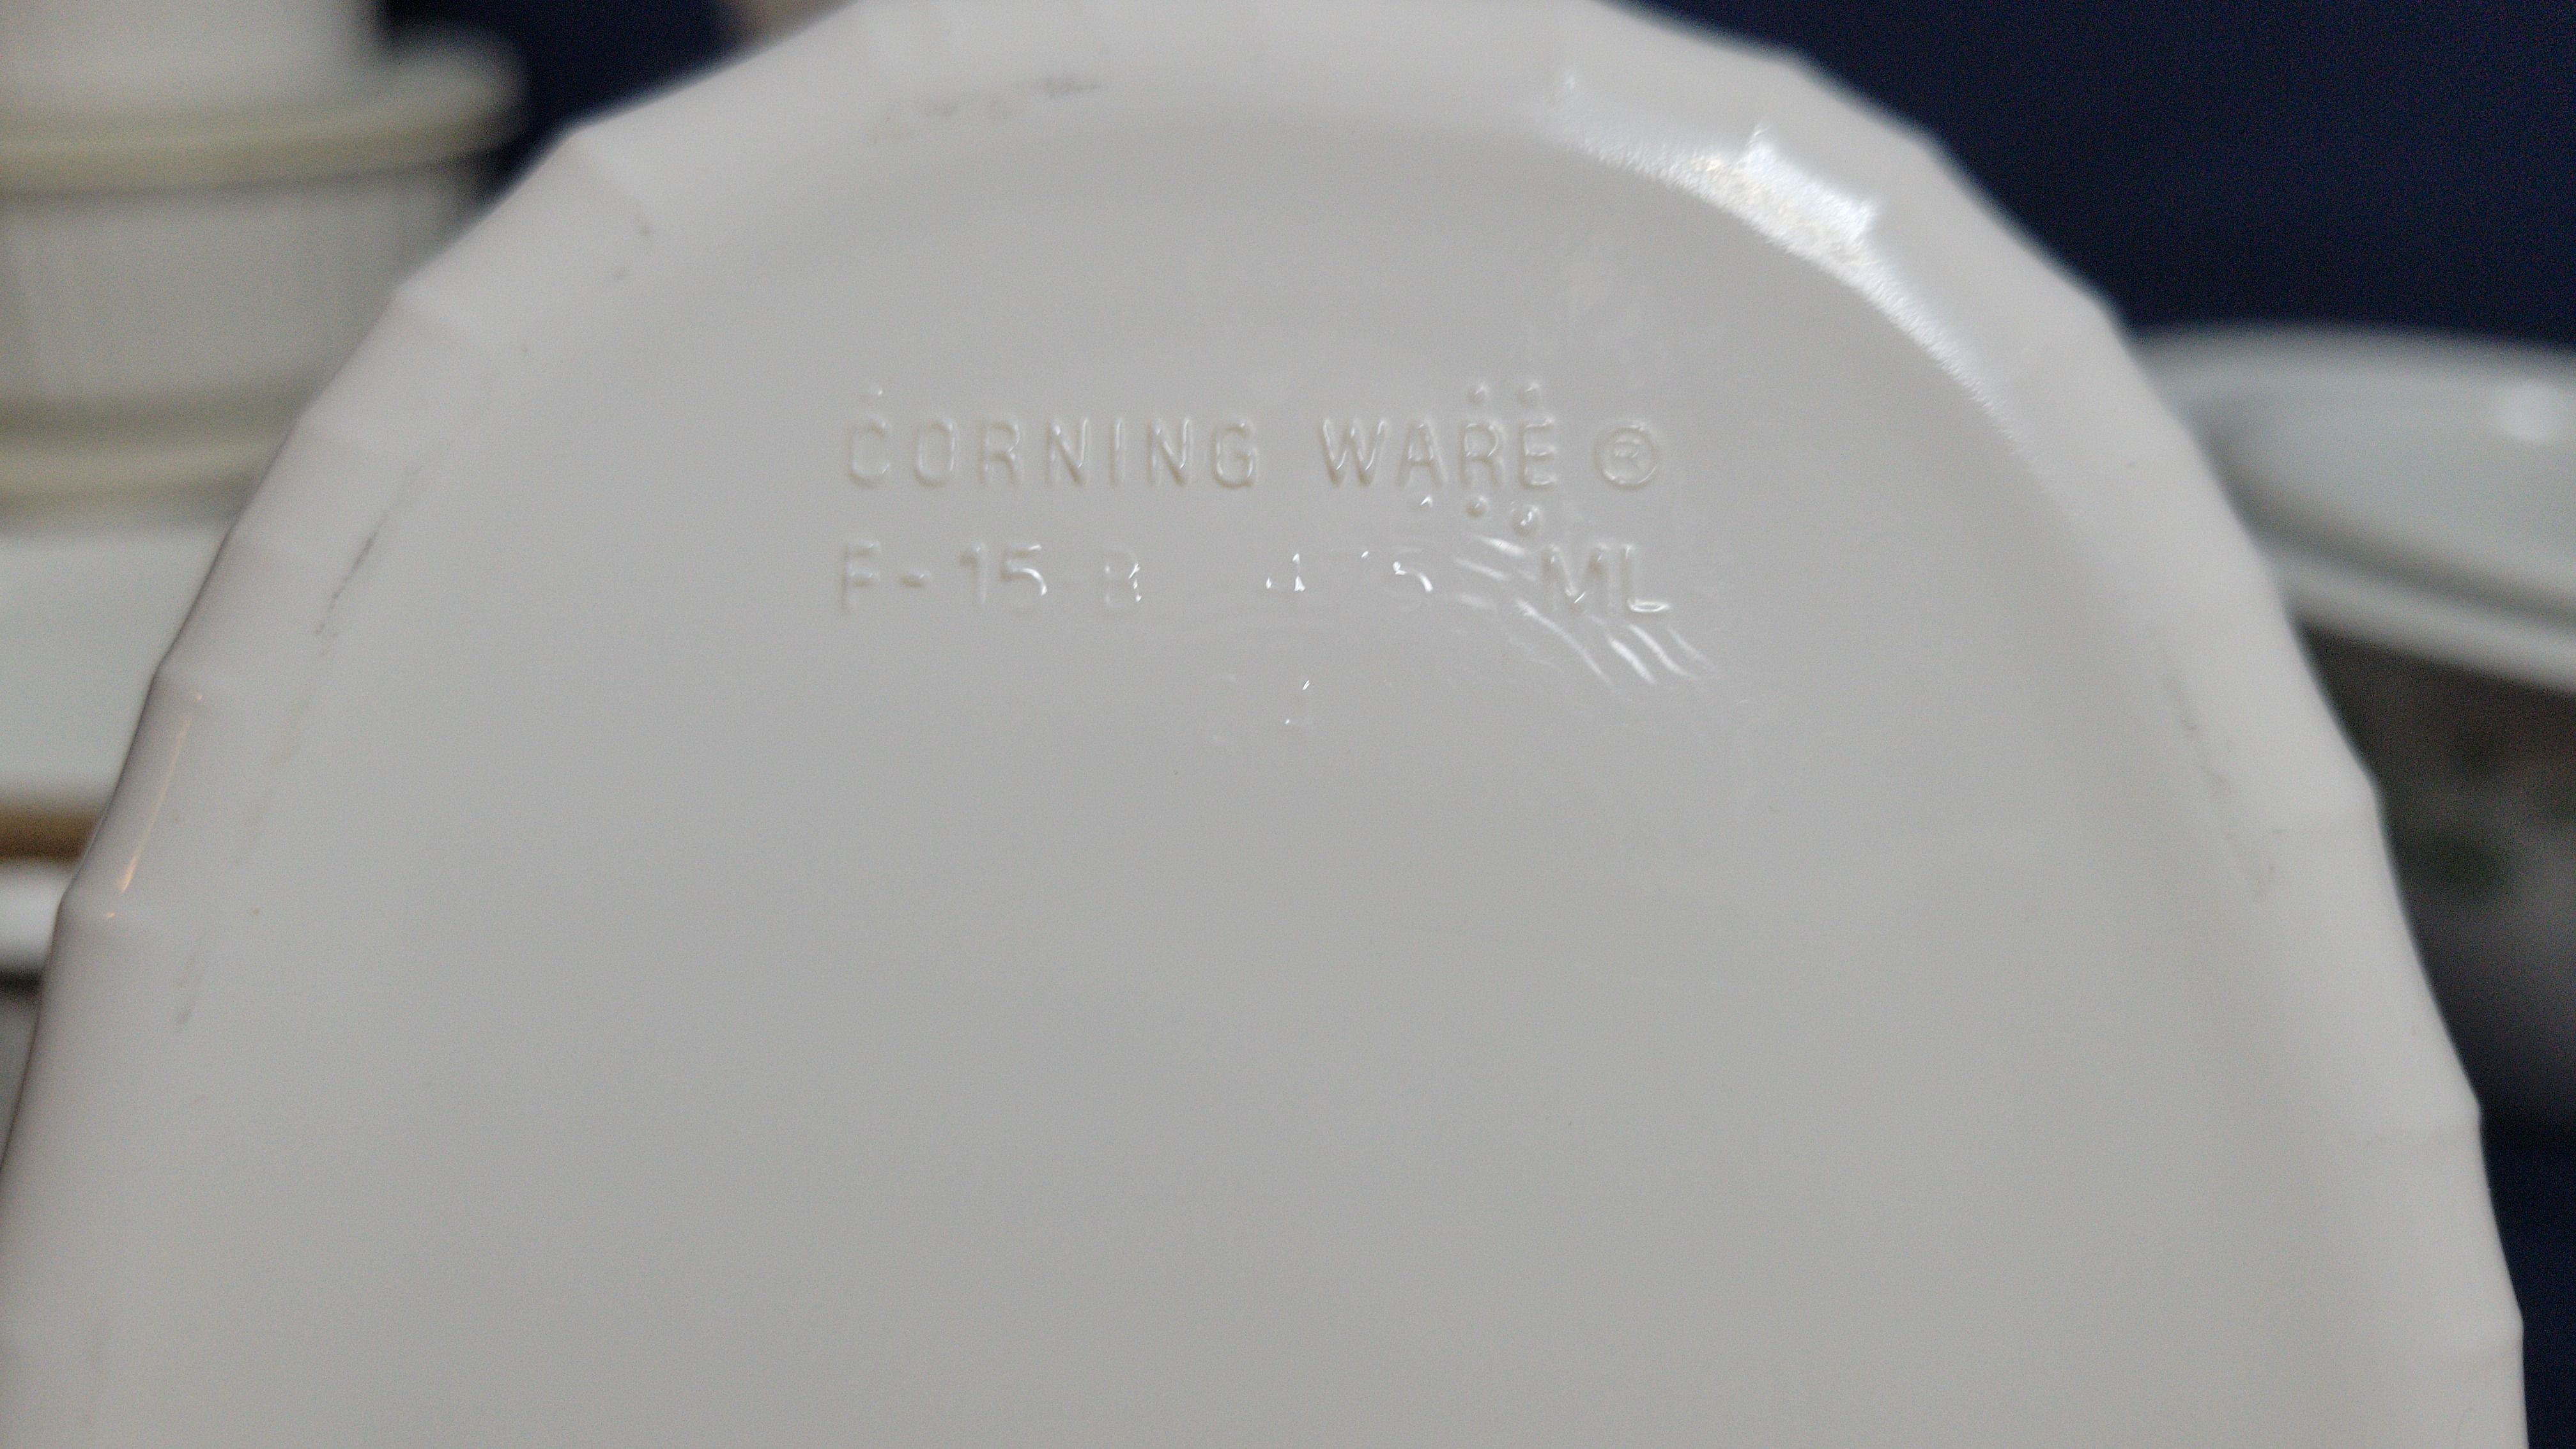 CORNING WARE ®
F-15-B 475 ML